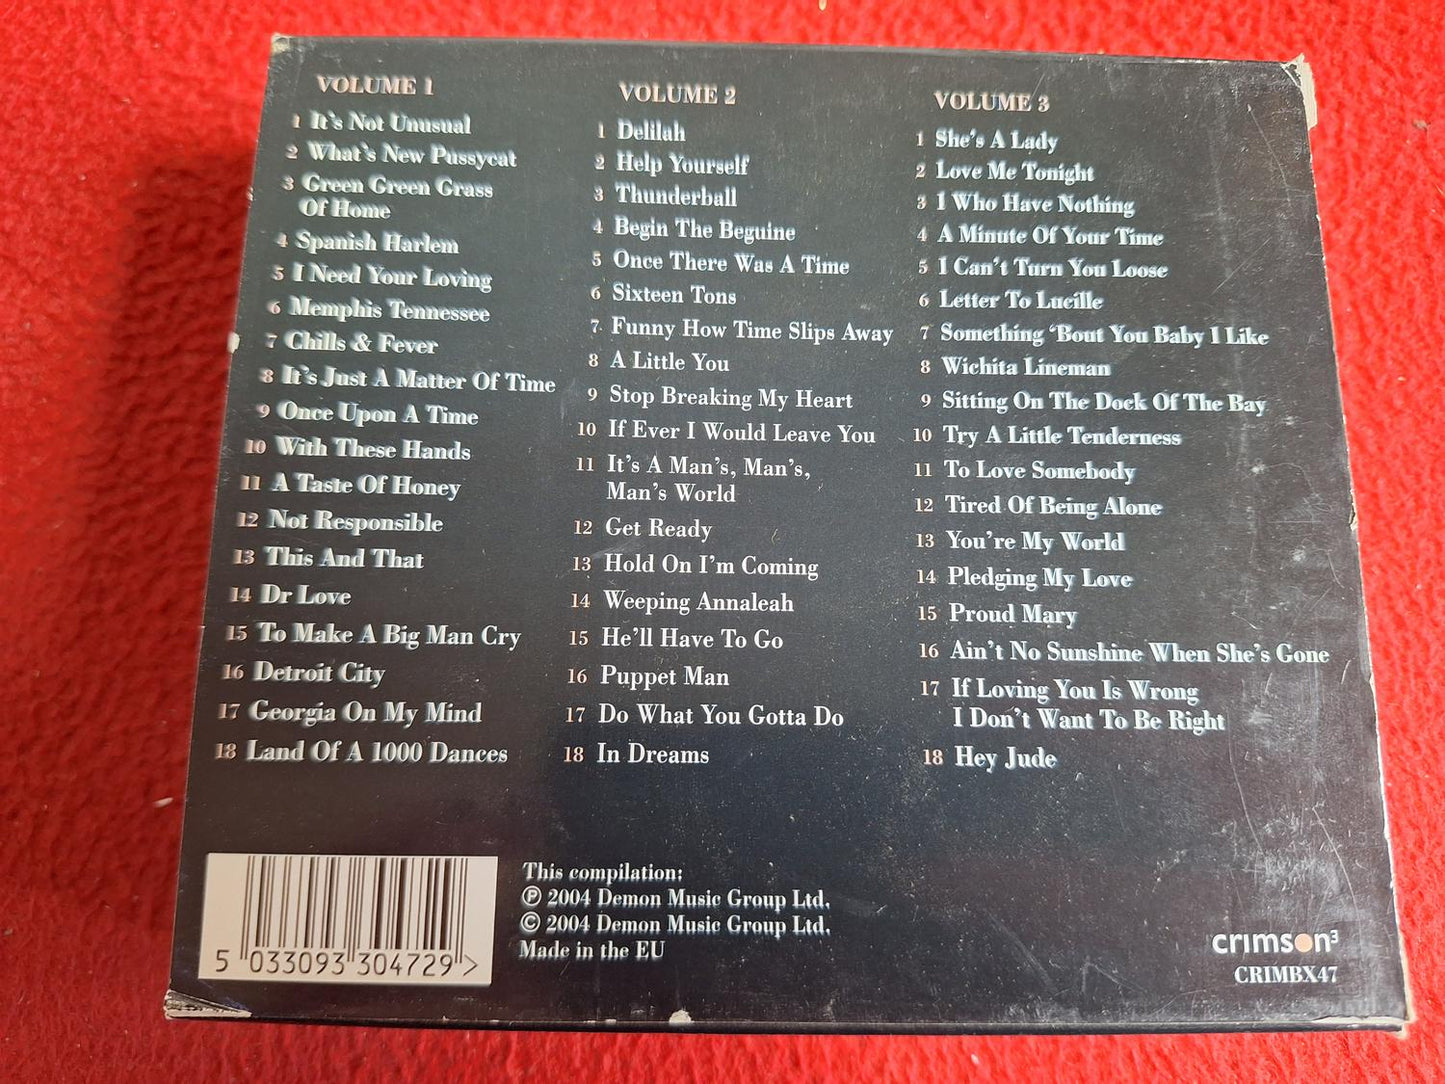 VOLUME 1
1 It's Not Unusual
2 What's New Pussycat
3 Green Green Grass
Of Home
4 Spanish Harlem
5 I Need Your Loving
6 Memphis Tennessee
7 Chills & Fever
8 It's Just A Matter Of Time
9 Once Upon A Time
10 With These Hands
11 A Taste Of Honey
12 Not Responsible
13 This And That
14 Dr Love
15 To Make A Big Man Cry
16 Detroit City
17 Georgia On My Mind
18 Land Of A 1000 Dances
VOLUME 2
1 Delilah
2 Help Yourself
3 Thunderball
4 Begin The Beguine
5 Once There Was A Time
6 Sixteen Tons
7 Funny How Time Slips Away
8 A Little You
9 Stop Breaking My Heart
10 If Ever I Would Leave You
11 It's A Man's, Man's,
Man's World
12 Get Ready
13 Hold On I'm Coming
14 Weeping Annaleah
15 He'll Have To Go
16 Puppet Man
17 Do What You Gotta Do
18 In Dreams
VOLUME 3
1 She's A Lady
2 Love Me Tonight
3 I Who Have Nothing
4 A Minute Of Your Time
5 I Can't Turn You Loose
6 Letter To Lucille
7 Something 'Bout You Baby I Like
8 Wichita Lineman
9 Sitting On The Dock Of The Bay
10 Try A Little Tenderness
11 To Love Somebody
12 Tired Of Being Alone
13 You're My World
14 Pledging My Love
15 Proud Mary
16 Ain't No Sunshine When She's Gone
17 If Loving You Is Wrong
I Don't Want To Be Right
18 Hey Jude
5 033093 304729 >
This compilation:
℗ 2004 Demon Music Group Ltd.
© 2004 Demon Music Group Ltd.
Made in the EU
crimson³
CRIMBX47